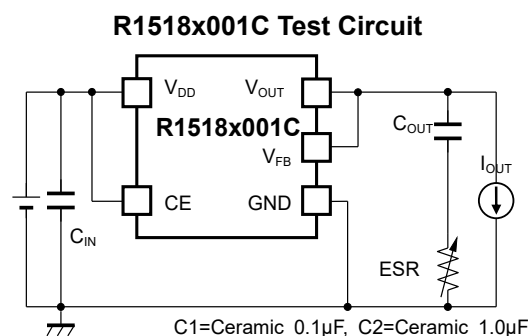 R1518x001C Test Circuit
VDD
VOUT
R1518x001C
VFB
COUT
IOUT
CE
GND
CIN
ESR
C1=Ceramic 0.1µF, C2=Ceramic 1.0µF